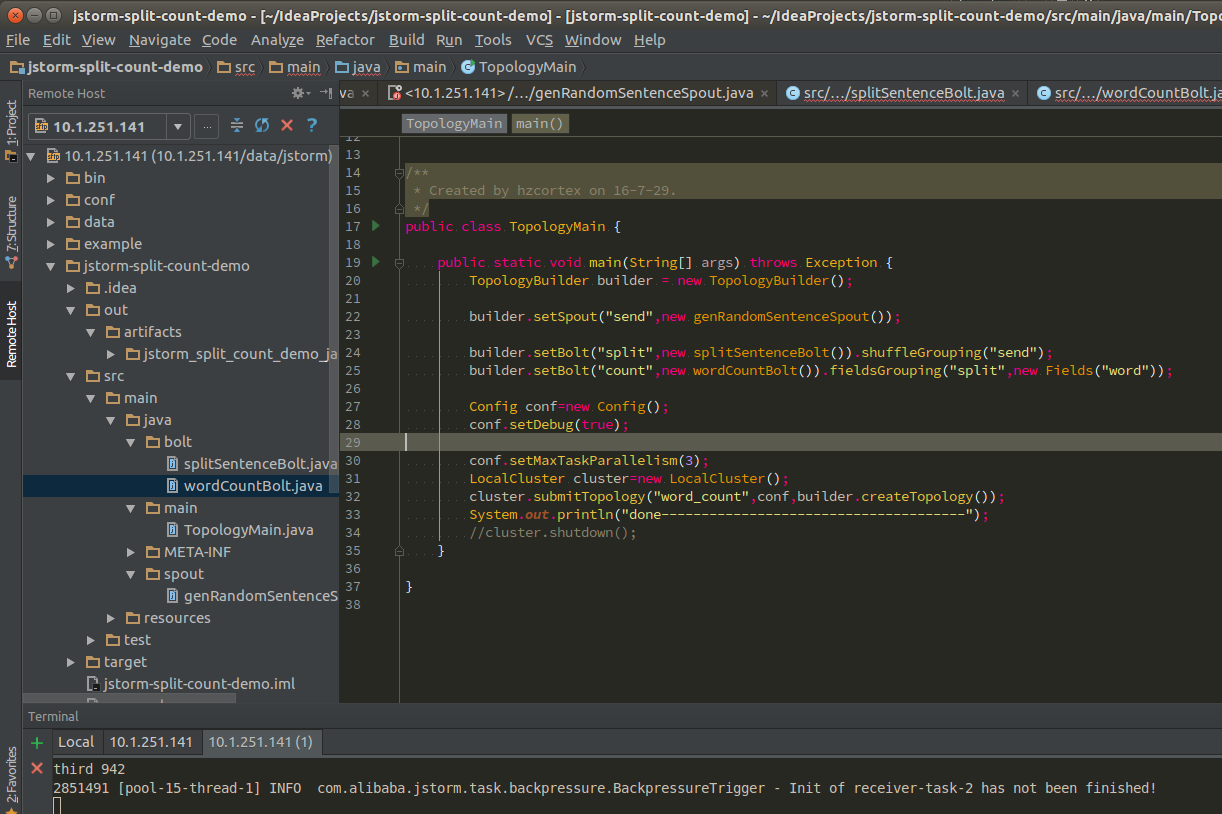 jstorm-split-count-demo - [~/IdeaProjects/jstorm-split-count-demo] - [jstorm-split-count-demo] - ~/IdeaProjects/jstorm-split-count-demo/src/main/java/main/Topo
File Edit View Navigate Code Analyze Refactor Build Run Tools VCS Window Help
jstorm-split-count-demo src main java main TopologyMain
Remote Host
va × <10.1.251.141>/.../genRandomSentenceSpout.java × src/.../splitSentenceBolt.java × src/.../wordCountBolt.ja
1: Project
7: Structure
Remote Host
2: Favorites
10.1.251.141 ... ?
10.1.251.141 (10.1.251.141/data/jstorm)
bin
conf
data
example
jstorm-split-count-demo
.idea
out
artifacts
jstorm_split_count_demo_ja
src
main
java
bolt
splitSentenceBolt.java
wordCountBolt.java
main
TopologyMain.java
META-INF
spout
genRandomSentenceS
resources
test
target
jstorm-split-count-demo.iml
TopologyMain main()
12
13
14 /**
15 * Created by hzcortex on 16-7-29.
16 */
17 public class TopologyMain {
18
19 public static void main(String[] args) throws Exception {
20 TopologyBuilder builder = new TopologyBuilder();
21
22 builder.setSpout("send",new genRandomSentenceSpout());
23
24 builder.setBolt("split",new splitSentenceBolt()).shuffleGrouping("send");
25 builder.setBolt("count",new wordCountBolt()).fieldsGrouping("split",new Fields("word"));
26
27 Config conf=new Config();
28 conf.setDebug(true);
29
30 conf.setMaxTaskParallelism(3);
31 LocalCluster cluster=new LocalCluster();
32 cluster.submitTopology("word_count",conf,builder.createTopology());
33 System.out.println("done--------------------------------------");
34 //cluster.shutdown();
35 }
36
37 }
38
Terminal
Local 10.1.251.141 10.1.251.141 (1)
third 942
2851491 [pool-15-thread-1] INFO com.alibaba.jstorm.task.backpressure.BackpressureTrigger - Init of receiver-task-2 has not been finished!